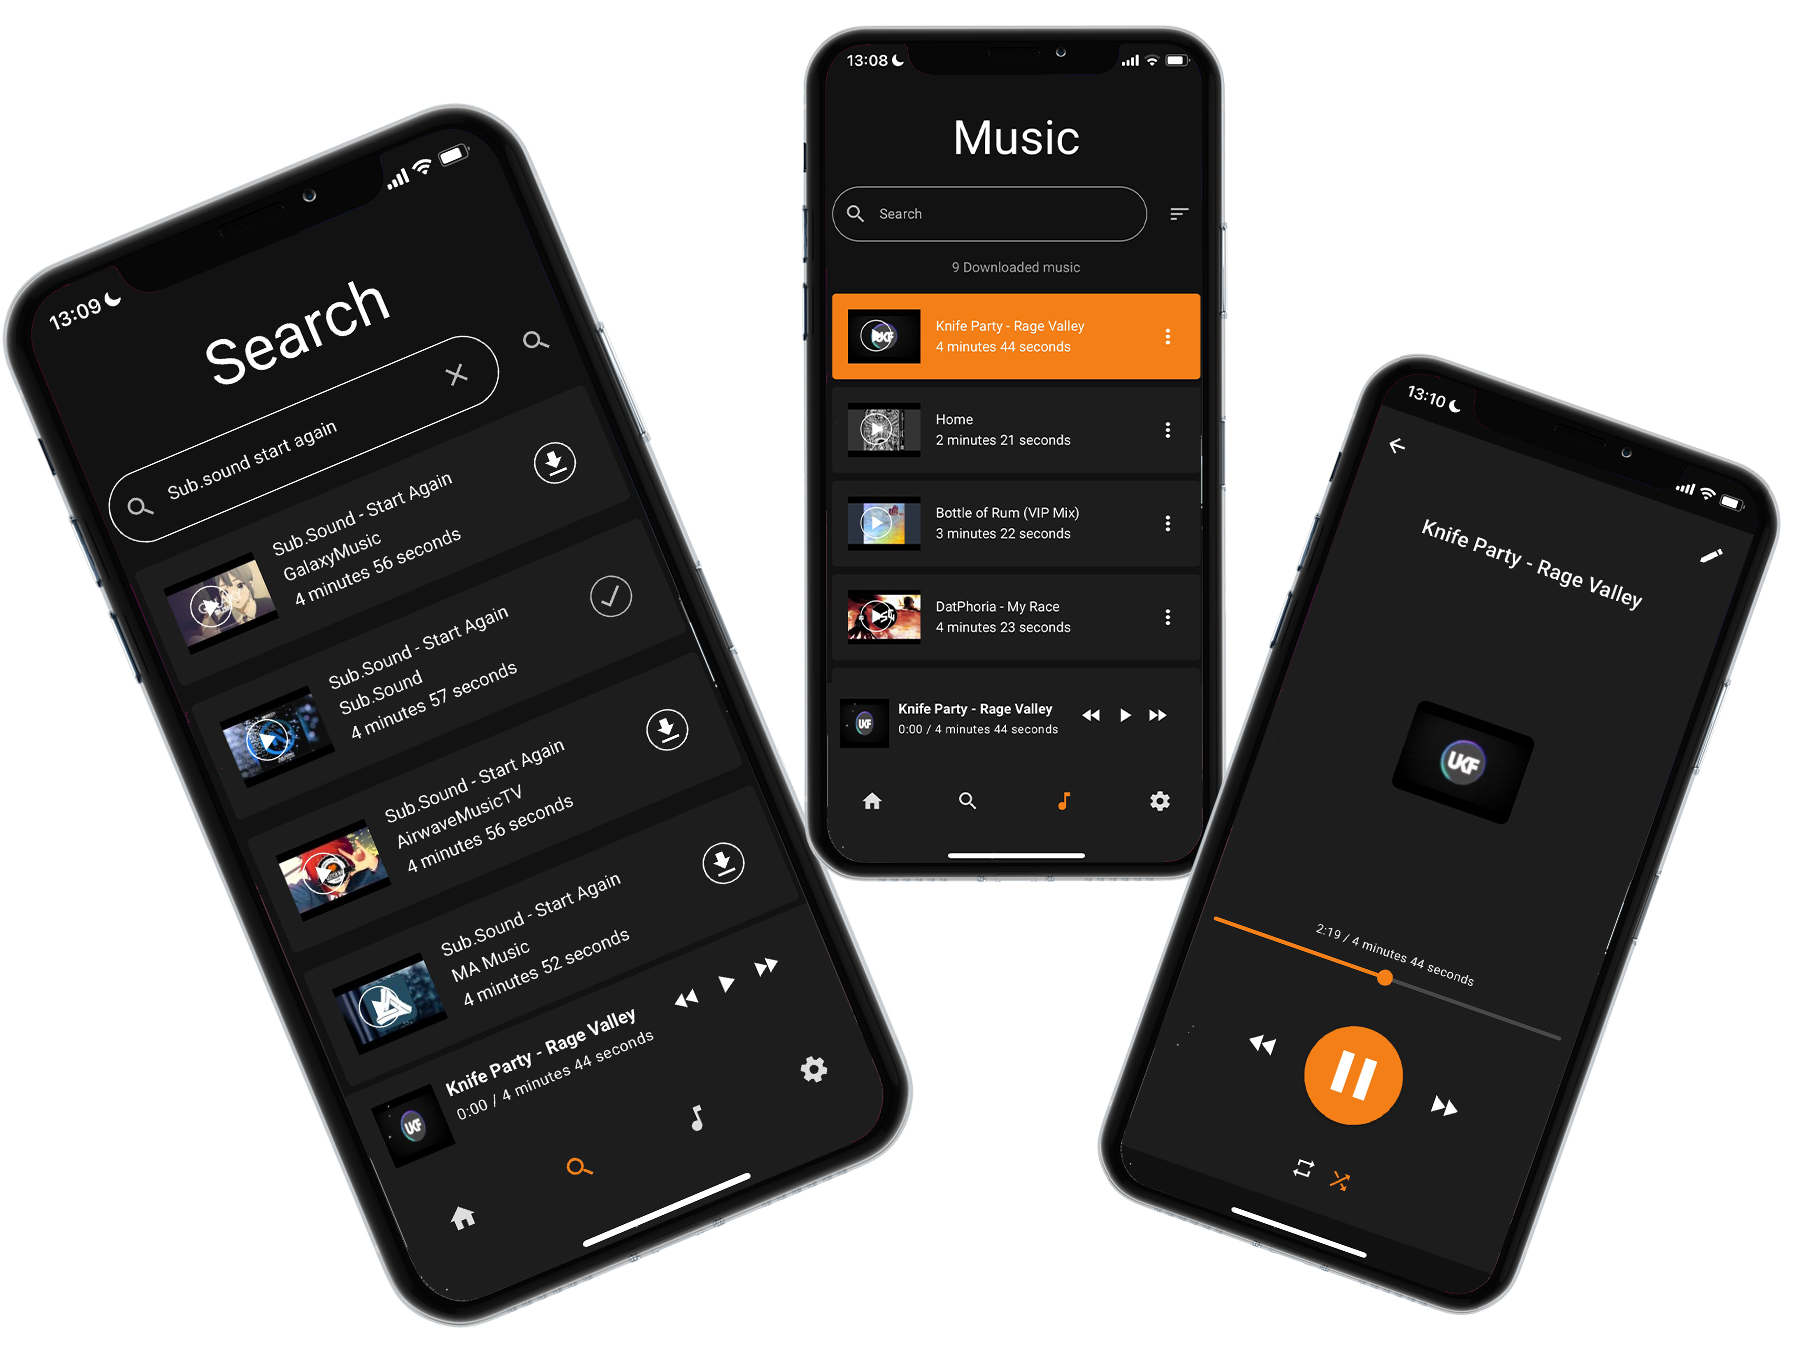 13:09
Search
Sub.sound start again
Sub.Sound - Start Again
GalaxyMusic
4 minutes 56 seconds
Sub.Sound - Start Again
Sub.Sound
4 minutes 57 seconds
Sub.Sound - Start Again
AirwaveMusicTV
4 minutes 56 seconds
Sub.Sound - Start Again
MA Music
4 minutes 52 seconds
UKF
Knife Party - Rage Valley
0:00 / 4 minutes 44 seconds
13:08
Music
Search
9 Downloaded music
UKF
Knife Party - Rage Valley
4 minutes 44 seconds
Home
2 minutes 21 seconds
Bottle of Rum (VIP Mix)
3 minutes 22 seconds
DatPhoria - My Race
4 minutes 23 seconds
UKF
Knife Party - Rage Valley
0:00 / 4 minutes 44 seconds
13:10
Knife Party - Rage Valley
UKF
2:19 / 4 minutes 44 seconds